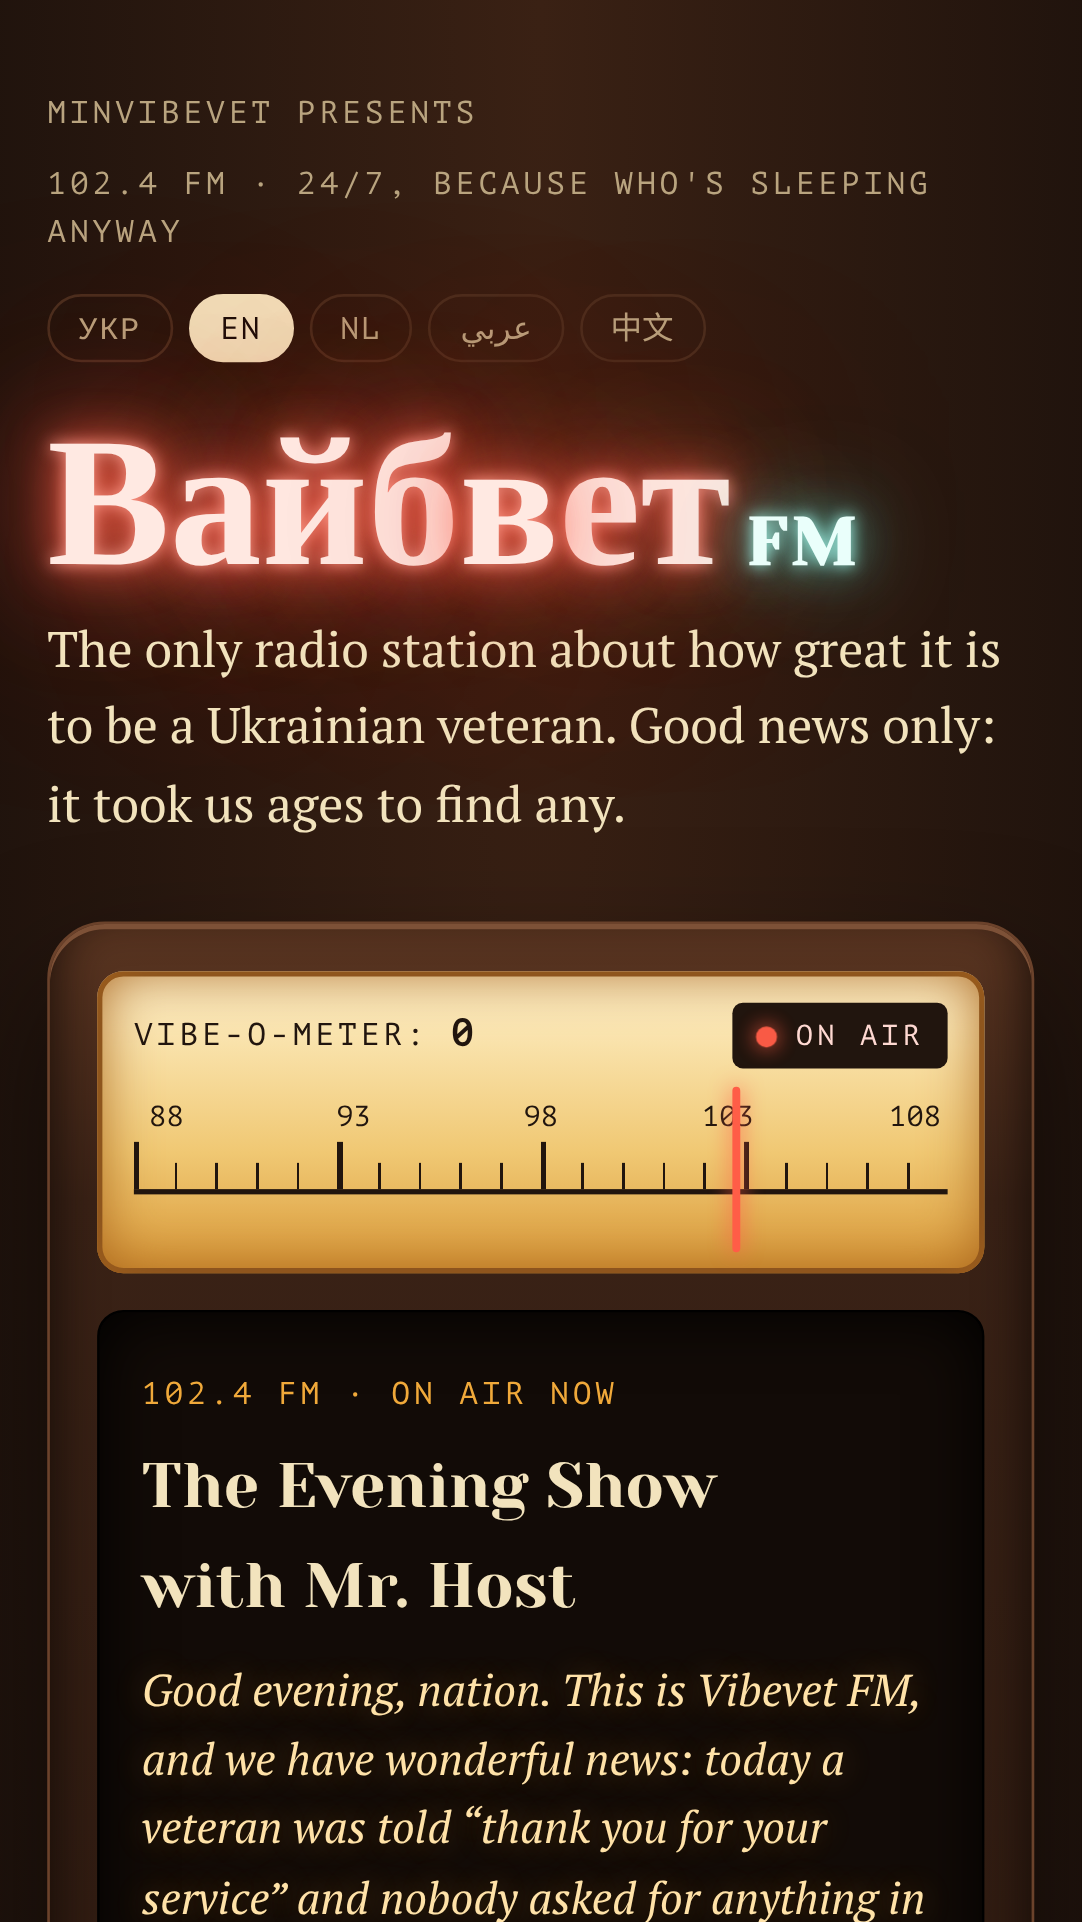 MINVIBEVET PRESENTS
102.4 FM · 24/7, BECAUSE WHO'S SLEEPING
ANYWAY
УКР EN NL عربي 中文
Вайбвет FM
The only radio station about how great it is
to be a Ukrainian veteran. Good news only:
it took us ages to find any.
VIBE-O-METER: 0 ON AIR
88 93 98 103 108
102.4 FM · ON AIR NOW
The Evening Show
with Mr. Host
Good evening, nation. This is Vibevet FM,
and we have wonderful news: today a
veteran was told “thank you for your
service” and nobody asked for anything in